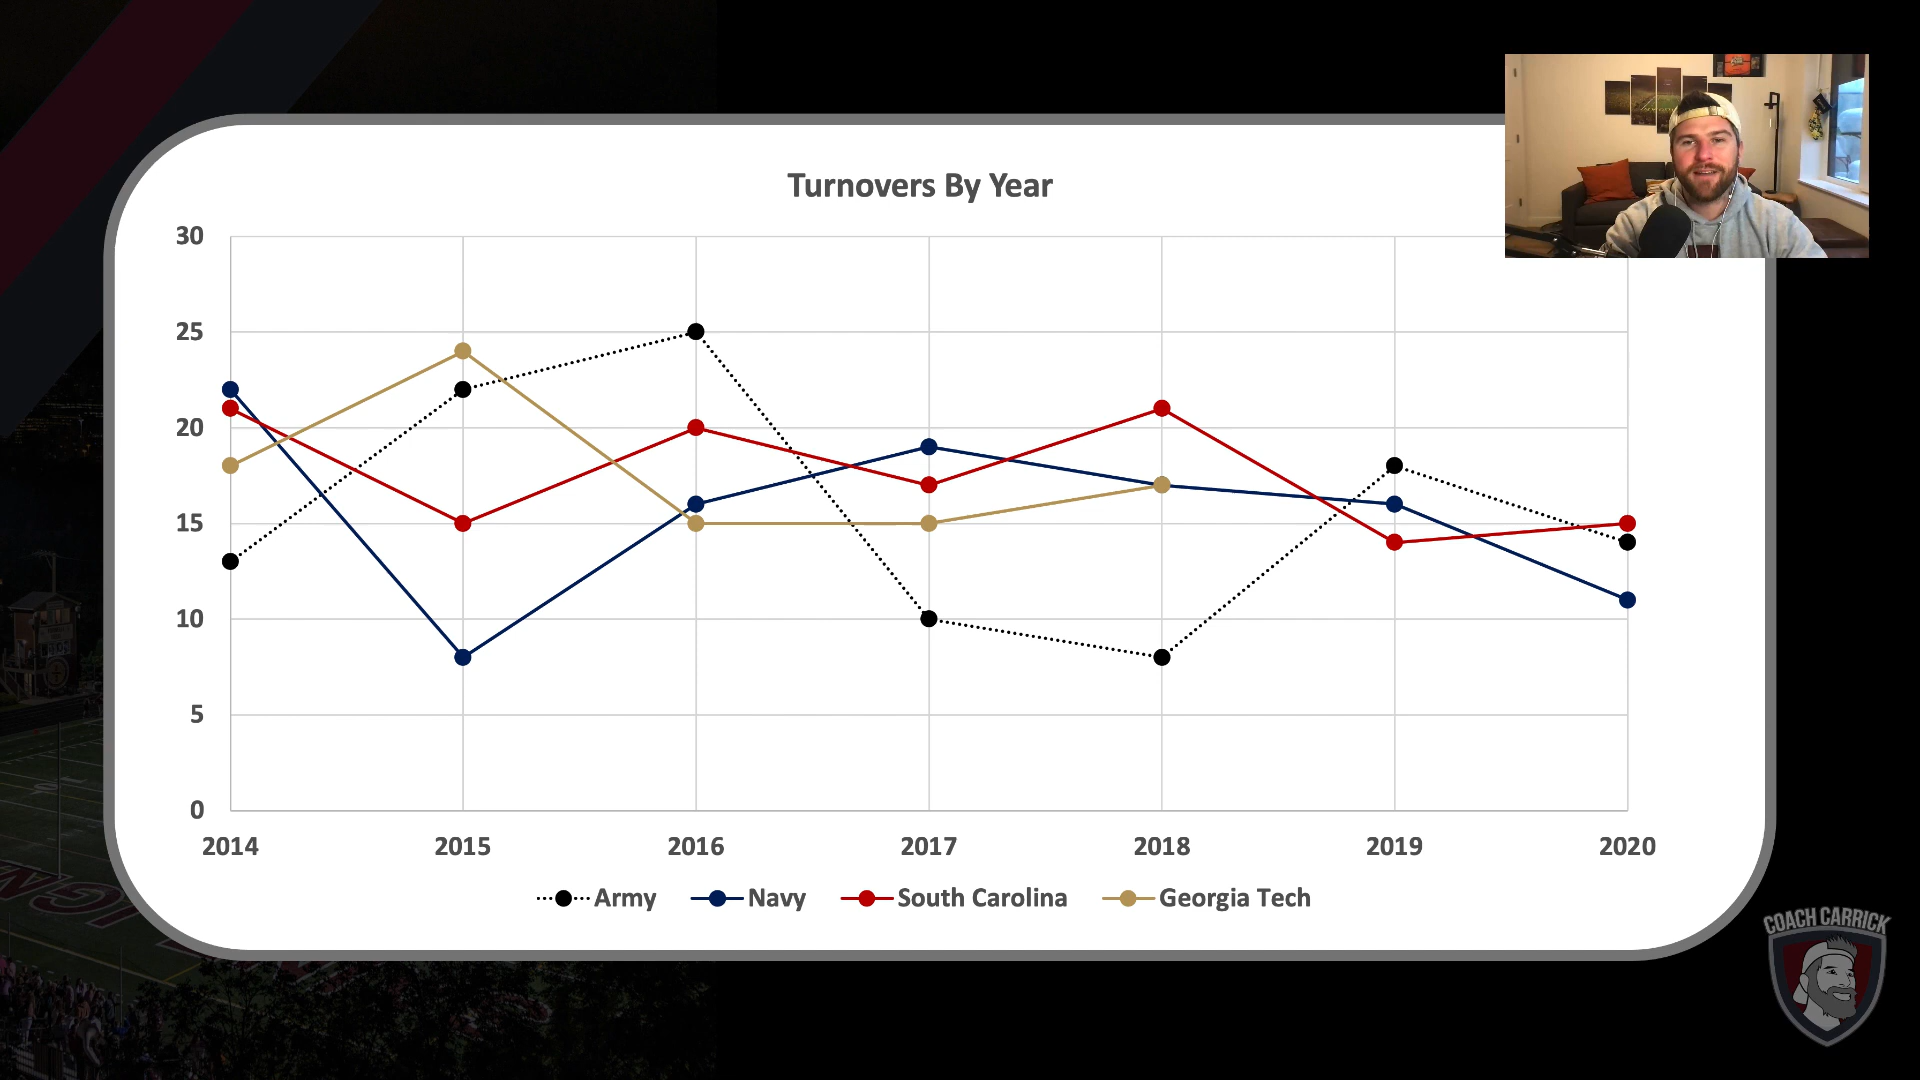 Turnovers By Year
30
25
20
15
10
5
0
2014 2015 2016 2017 2018 2019 2020
Army Navy South Carolina Georgia Tech
COACH CARRICK